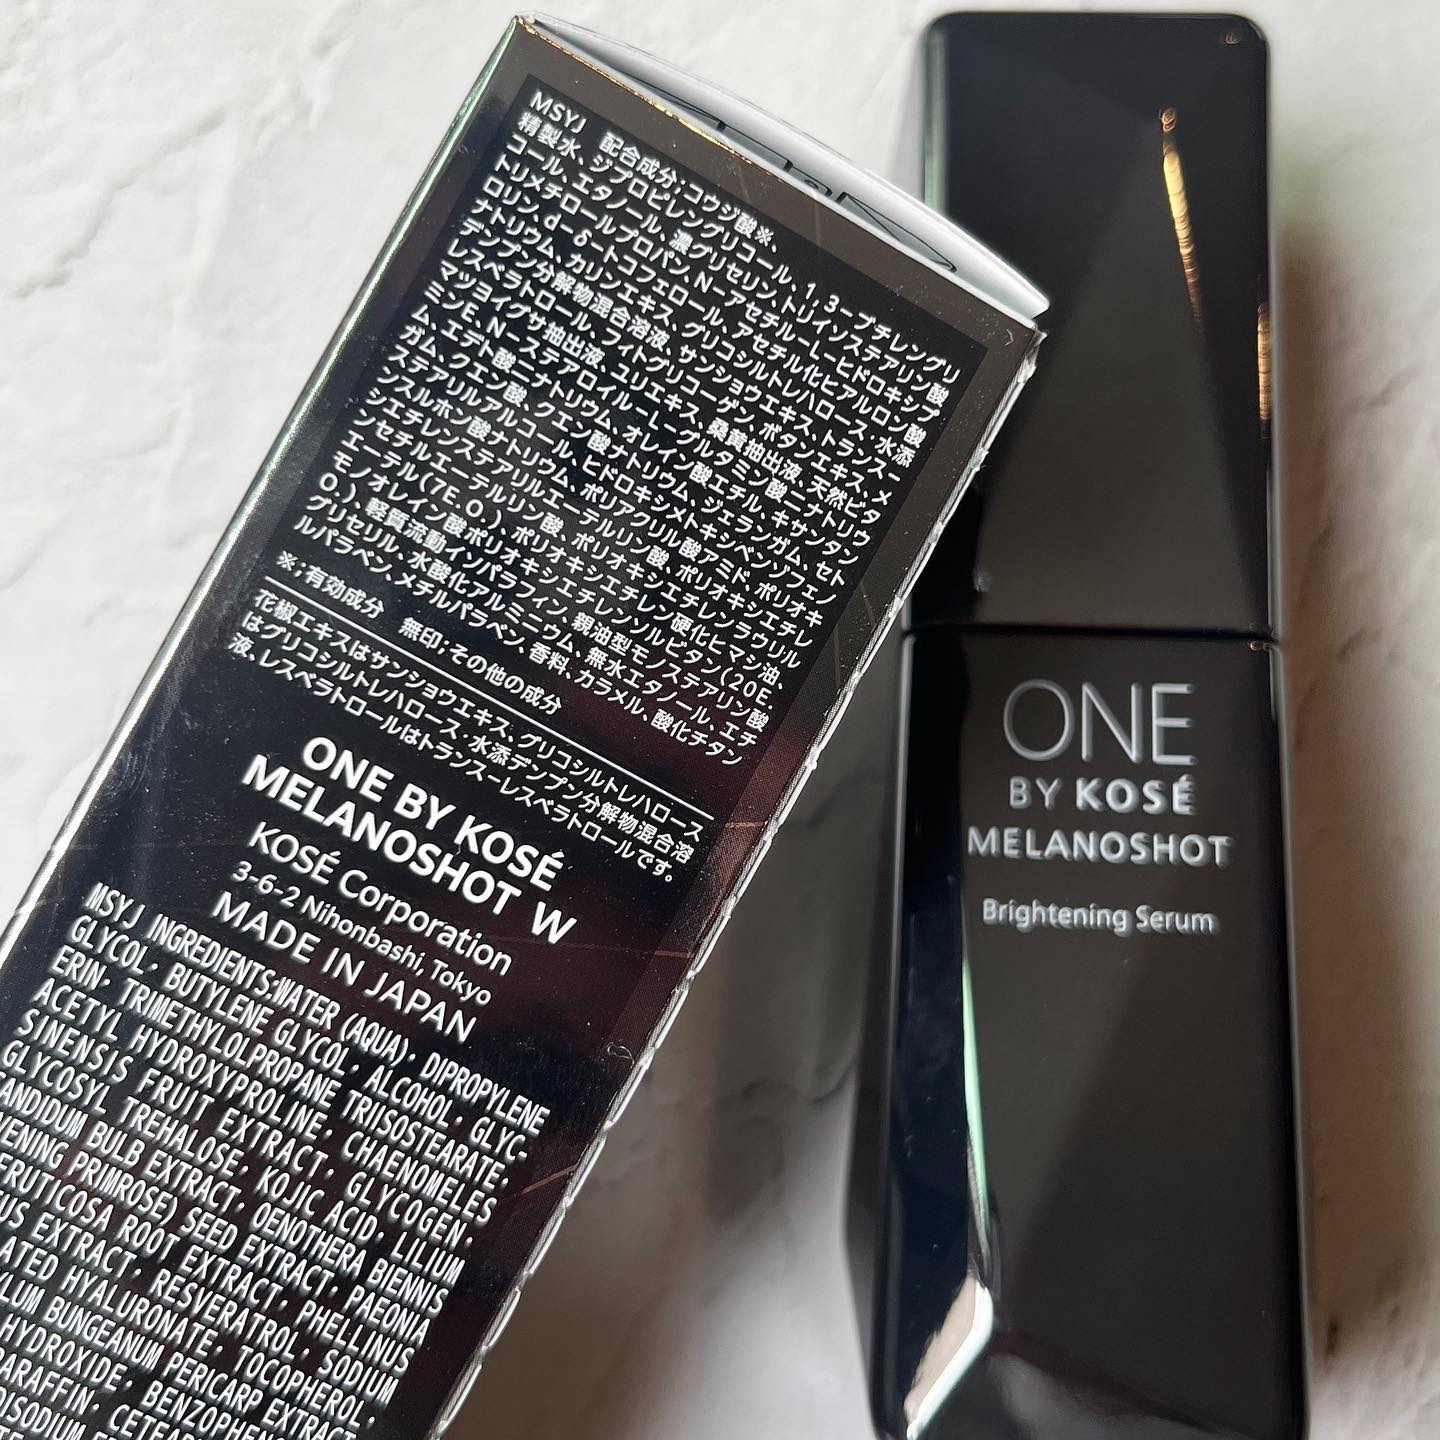 MSYJ 配合成分:コウジ酸※、
精製水、ジプロピレングリコール、1,3-ブチレングリ
コール、エタノール、濃グリセリン、トリイソステアリン酸
トリメチロールプロパン、N-アセチル-L-ヒドロキシプ
ロリン、d-δ-トコフェロール、アセチル化ヒアルロン酸
ナトリウム、カリンエキス、グリコシルトレハロース・水添
デンプン分解物混合溶液、サンショウエキス、トランス-
レスベラトロール、フイトグリコーゲン、ボタンエキス、メ
マツヨイグサ抽出液、ユリエキス、桑黄抽出液、天然ビタ
ミンE、N-ステアロイル-L-グルタミン酸二ナトリウ
ム、エデト酸二ナトリウム、オレイン酸エチル、キサンタン
ガム、クエン酸、クエン酸ナトリウム、ジェランガム、セト
ステアリルアルコール、ヒドロキシメトキシベンゾフェノ
ンスルホン酸ナトリウム、ポリアクリル酸アミド、ポリオキ
シエチレンステアリルエーテルリン酸、ポリオキシエチレ
ンセチルエーテルリン酸、ポリオキシエチレンラウリル
エーテル(7E.O.)、ポリオキシエチレン硬化ヒマシ油、
モノオレイン酸ポリオキシエチレンソルビタン(20E.
O.)、軽質流動イソパラフィン、親油型モノステアリン酸
グリセリル、水酸化アルミニウム、無水エタノール、エチ
ルパラベン、メチルパラベン、香料、カラメル、酸化チタン
※;有効成分 無印;その他の成分
花椒エキスはサンショウエキス、グリコシルトレハロース
はグリコシルトレハロース・水添デンプン分解物混合溶
液、レスベラトロールはトランス-レスベラトロールです。
ONE BY KOSÉ
MELANOSHOT W
KOSÉ Corporation
3-6-2 Nihonbashi, Tokyo
MADE IN JAPAN
MSYJ INGREDIENTS:WATER (AQUA)・DIPROPYLENE
GLYCOL・BUTYLENE GLYCOL・ALCOHOL・GLYC-
ERIN・TRIMETHYLOLPROPANE TRIISOSTEARATE・
ACETYL HYDROXYPROLINE・CHAENOMELES
SINENSIS FRUIT EXTRACT・GLYCOGEN・
GLYCOSYL TREHALOSE・KOJIC ACID・LILIUM
CANDIDUM BULB EXTRACT・OENOTHERA BIENNIS
(EVENING PRIMROSE) SEED EXTRACT・PAEONIA
SUFFRUTICOSA ROOT EXTRACT・PHELLINUS
EXTRACT・RESVERATROL・SODIUM
HYALURONATE・TOCOPHEROL・
BUNGEANUM PERICARP EXTRACT
HYDROXIDE・
ONE
BY KOSÉ
MELANOSHOT
Brightening Serum